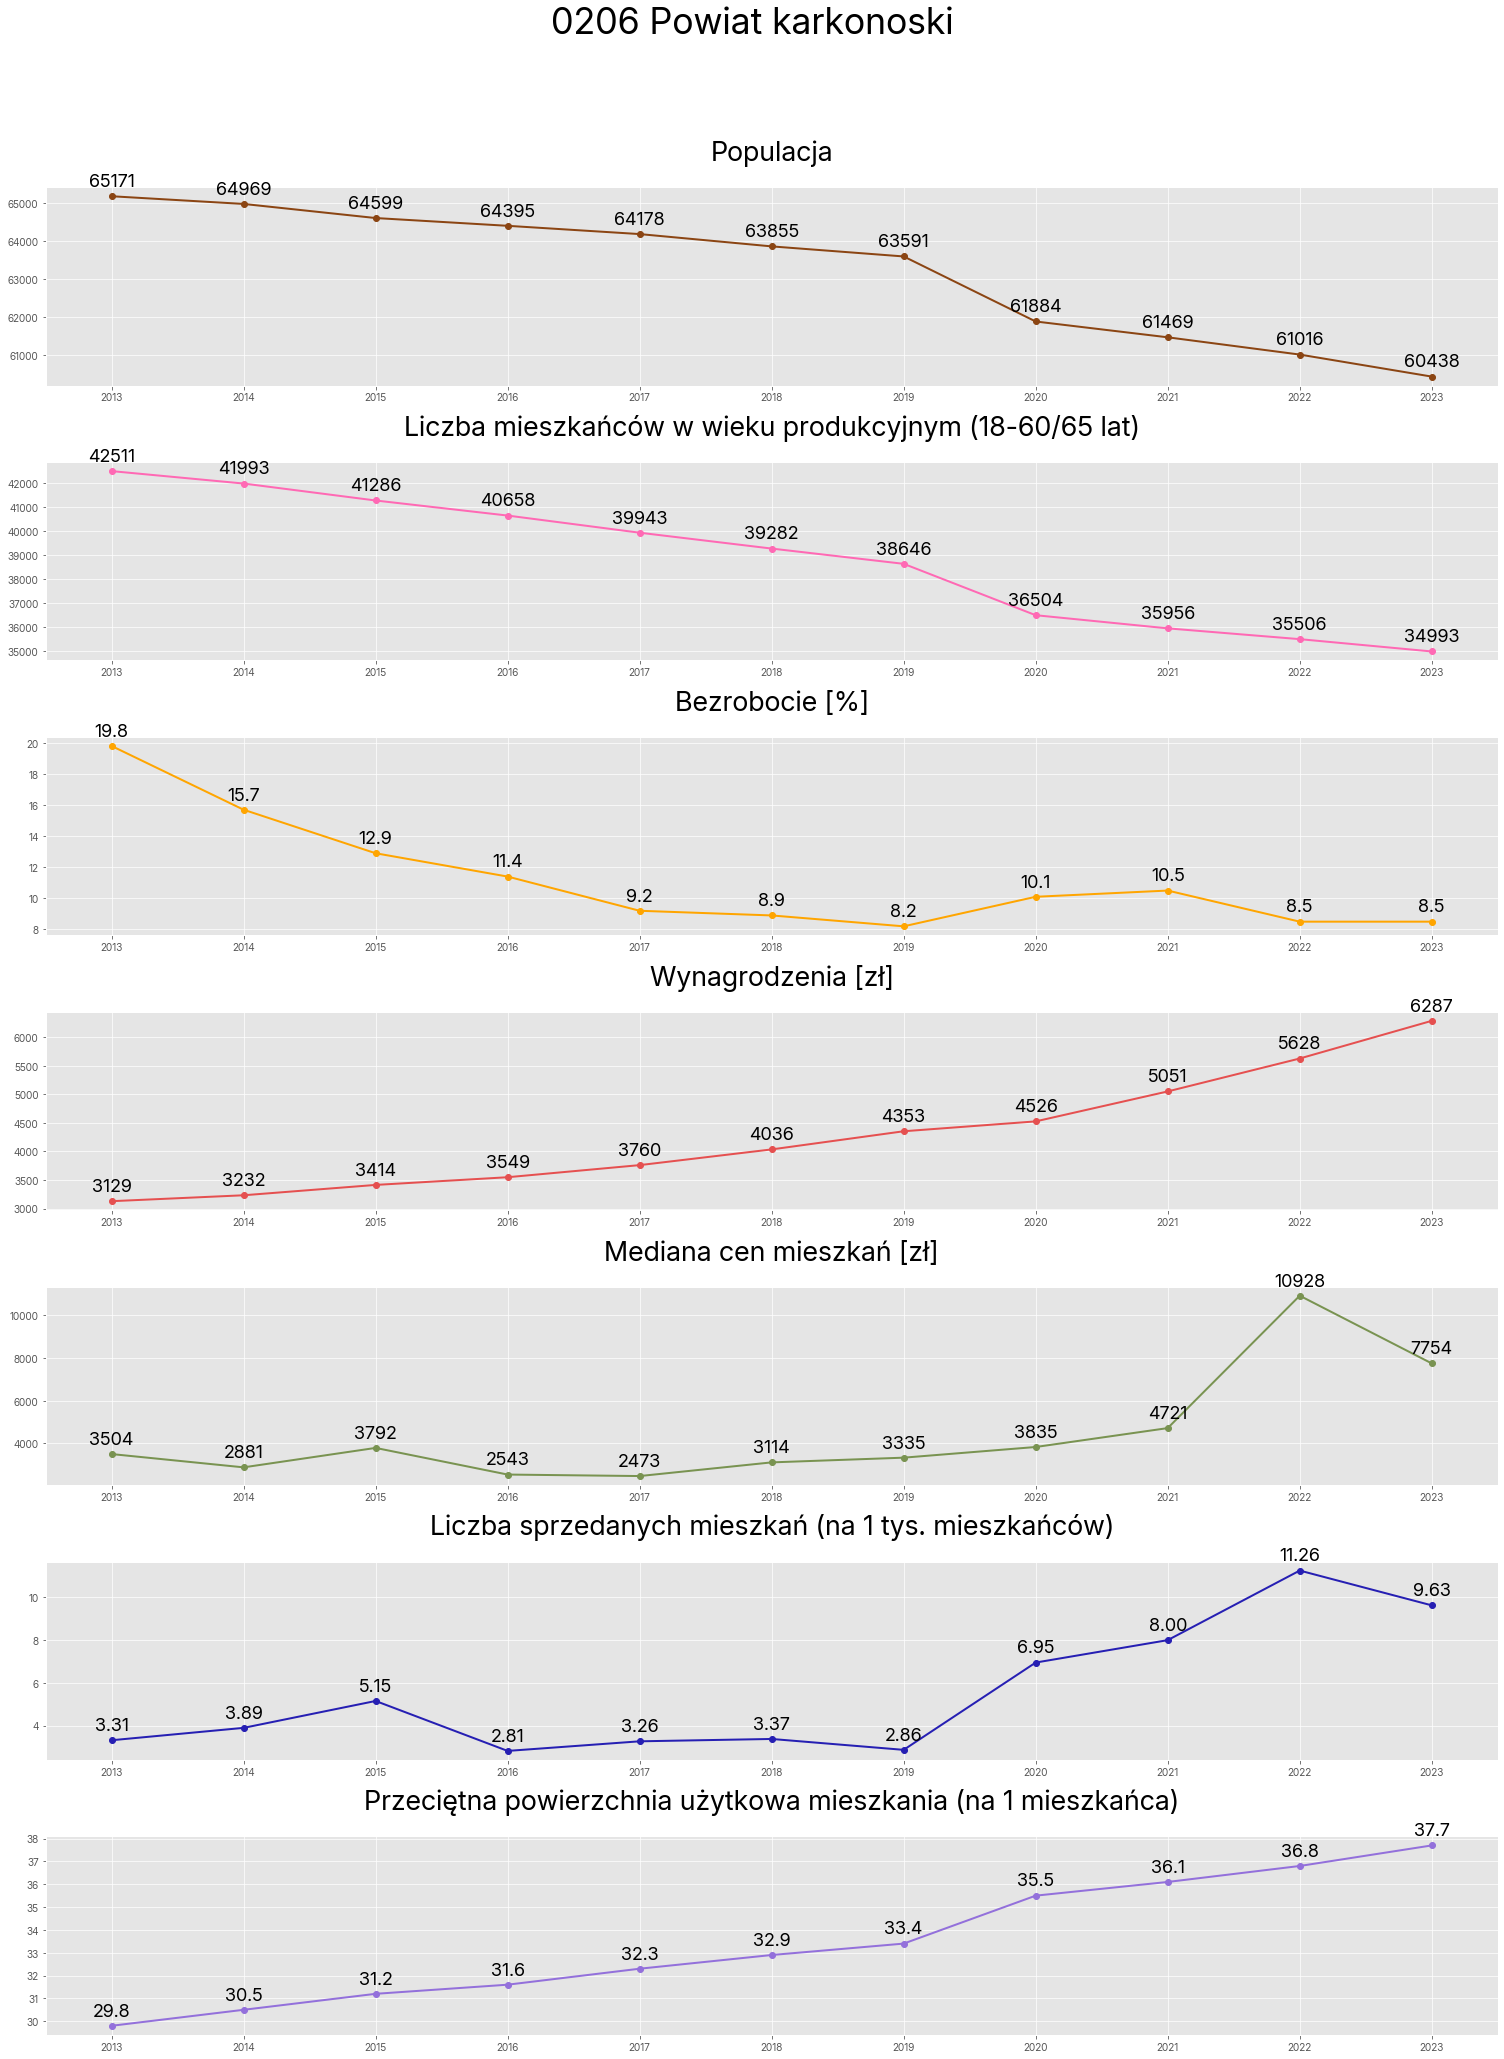 0206 Powiat karkonoski
Populacja
65171 64969 64599 64395 64178 63855 63591 61884 61469 61016 60438
65000
64000
63000
62000
61000
2013 2014 2015 2016 2017 2018 2019 2020 2021 2022 2023
Liczba mieszkańców w wieku produkcyjnym (18-60/65 lat)
42511 41993 41286 40658 39943 39282 38646 36504 35956 35506 34993
42000
41000
40000
39000
38000
37000
36000
35000
2013 2014 2015 2016 2017 2018 2019 2020 2021 2022 2023
Bezrobocie [%]
19.8 15.7 12.9 11.4 9.2 8.9 8.2 10.1 10.5 8.5 8.5
20
18
16
14
12
10
8
2013 2014 2015 2016 2017 2018 2019 2020 2021 2022 2023
Wynagrodzenia [zł]
3129 3232 3414 3549 3760 4036 4353 4526 5051 5628 6287
6000
5500
5000
4500
4000
3500
3000
2013 2014 2015 2016 2017 2018 2019 2020 2021 2022 2023
Mediana cen mieszkań [zł]
3504 2881 3792 2543 2473 3114 3335 3835 4721 10928 7754
10000
8000
6000
4000
2013 2014 2015 2016 2017 2018 2019 2020 2021 2022 2023
Liczba sprzedanych mieszkań (na 1 tys. mieszkańców)
3.31 3.89 5.15 2.81 3.26 3.37 2.86 6.95 8.00 11.26 9.63
10
8
6
4
2013 2014 2015 2016 2017 2018 2019 2020 2021 2022 2023
Przeciętna powierzchnia użytkowa mieszkania (na 1 mieszkańca)
29.8 30.5 31.2 31.6 32.3 32.9 33.4 35.5 36.1 36.8 37.7
38
37
36
35
34
33
32
31
30
2013 2014 2015 2016 2017 2018 2019 2020 2021 2022 2023